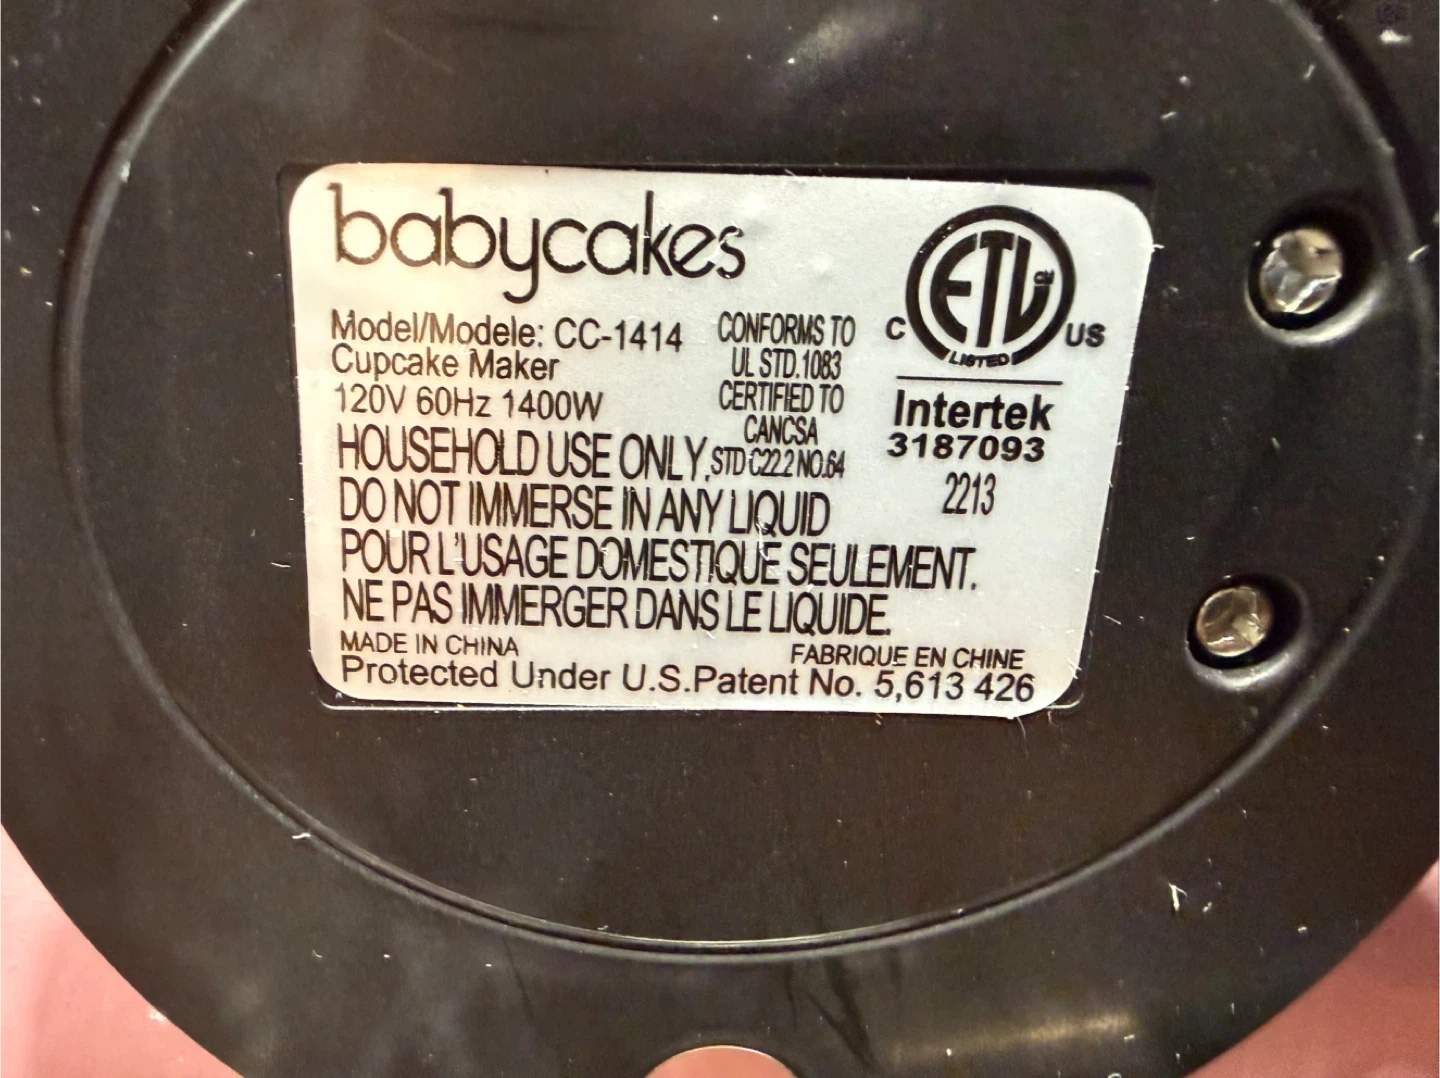 babycakes
Model/Modele: CC-1414
Cupcake Maker
120V 60Hz 1400W
CONFORMS TO
UL STD.1083
CERTIFIED TO
CANCSA
STD C22.2 NO.64
C ETL CM US
LISTED
Intertek
3187093
2213
HOUSEHOLD USE ONLY.
DO NOT IMMERSE IN ANY LIQUID
POUR L'USAGE DOMESTIQUE SEULEMENT.
NE PAS IMMERGER DANS LE LIQUIDE.
MADE IN CHINA FABRIQUE EN CHINE
Protected Under U.S.Patent No. 5,613 426